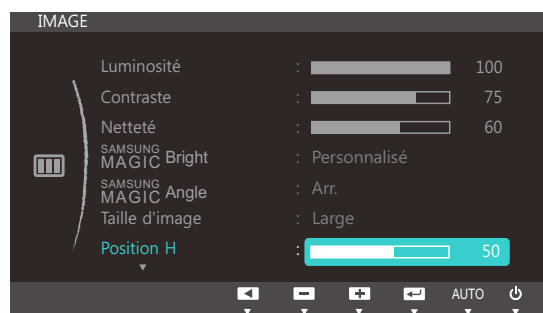 IMAGE
Luminosité : 100
Contraste : 75
Netteté : 60
SAMSUNG MAGIC Bright : Personnalisé
SAMSUNG MAGIC Angle : Arr.
Taille d'image : Large
Position H : 50
AUTO